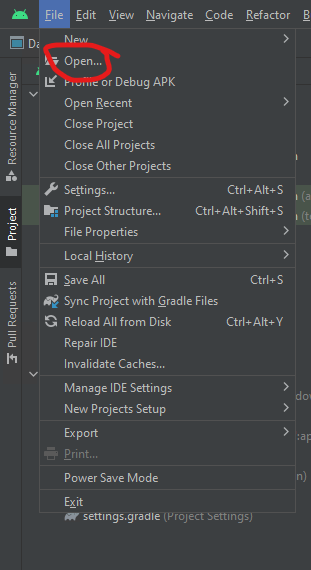 File Edit View Navigate Code Refactor B
Da
New
Open...
Profile or Debug APK
Open Recent
Close Project
Close All Projects
Close Other Projects
Settings... Ctrl+Alt+S
Project Structure... Ctrl+Alt+Shift+S
File Properties
Local History
Save All Ctrl+S
Sync Project with Gradle Files
Reload All from Disk Ctrl+Alt+Y
Repair IDE
Invalidate Caches...
Manage IDE Settings
New Projects Setup
Export
Print...
Power Save Mode
Exit
settings.gradle (Project Settings)
Resource Manager
Project
Pull Requests
(a
(t
dow
:ap